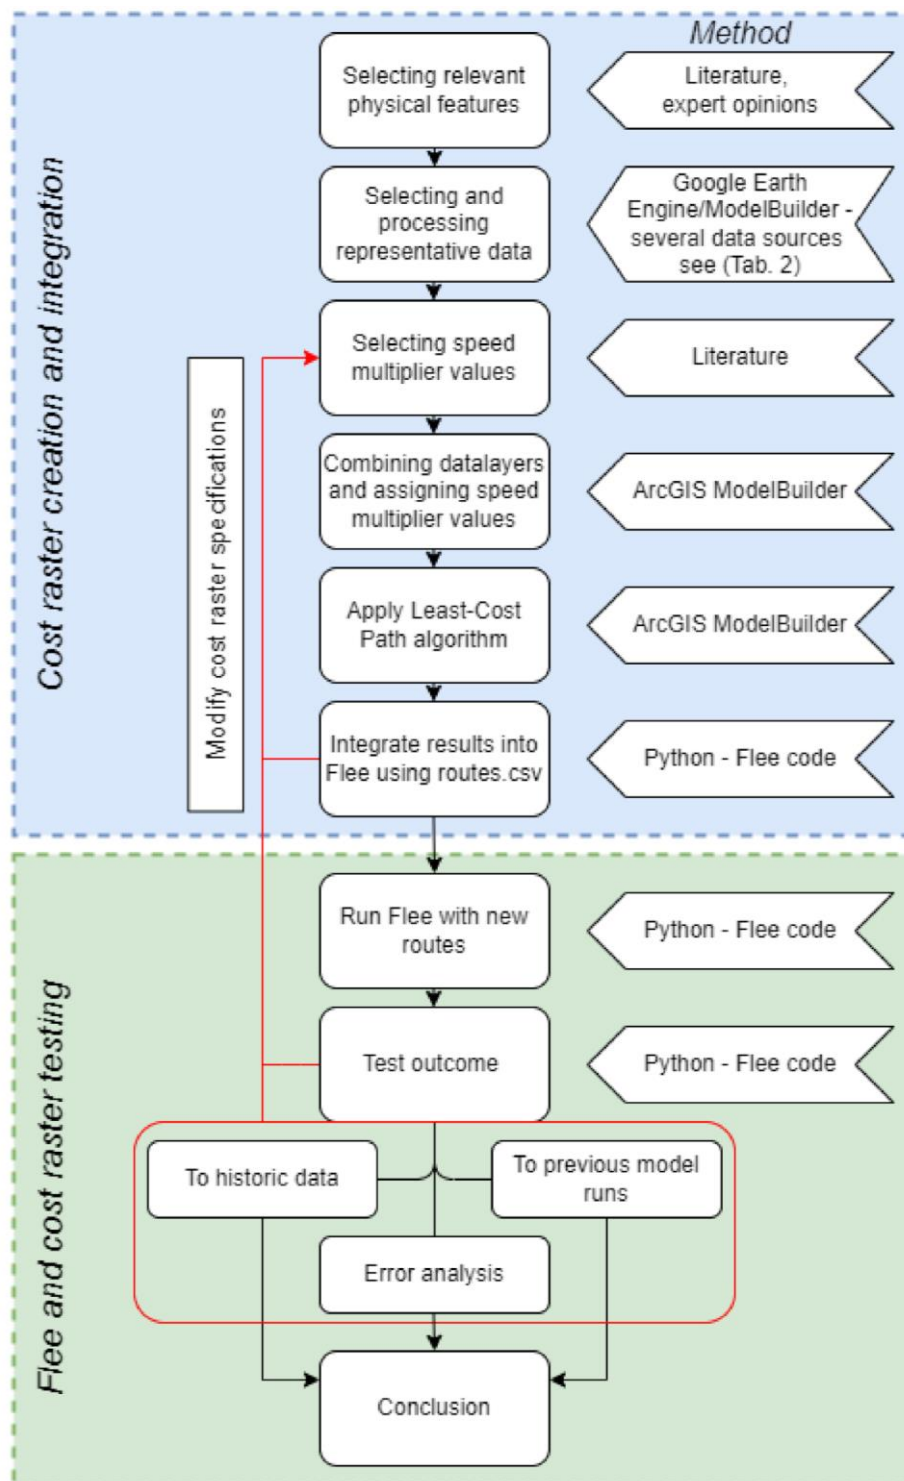 Method
Selecting relevant
physical features
Literature,
expert opinions
Selecting and
processing
representative data
Google Earth
Engine/ModelBuilder -
several data sources
see (Tab. 2)
Selecting speed
multiplier values
Literature
Combining datalayers
and assigning speed
multiplier values
ArcGIS ModelBuilder
Apply Least-Cost
Path algorithm
ArcGIS ModelBuilder
Integrate results into
Flee using routes.csv
Python - Flee code
Cost raster creation and integration
Modify cost raster specifications
Run Flee with new
routes
Python - Flee code
Test outcome
Python - Flee code
To historic data
To previous model
runs
Error analysis
Conclusion
Flee and cost raster testing